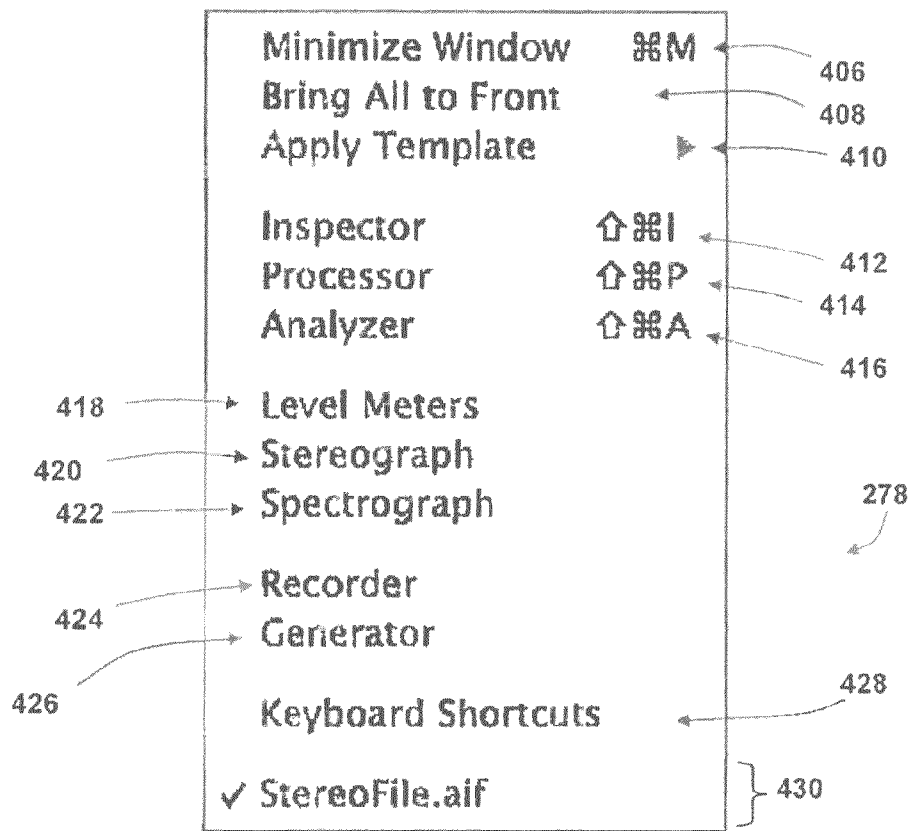 Minimize Window ⌘M 406
Bring All to Front 408
Apply Template ▶ 410
Inspector ⇧⌘I 412
Processor ⇧⌘P 414
Analyzer ⇧⌘A 416
418 Level Meters
420 Stereograph
422 Spectrograph
278
424 Recorder
426 Generator
428
Keyboard Shortcuts
✓ StereoFile.aif 430